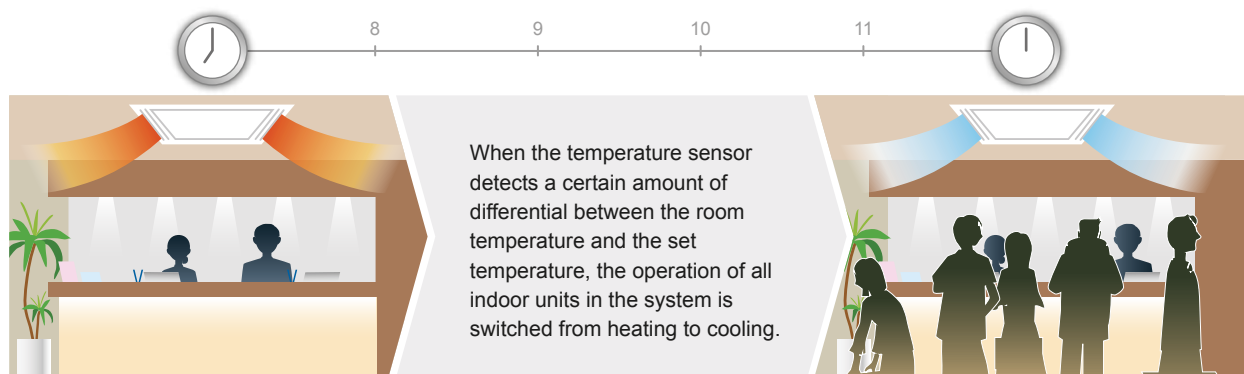 8
9
10
11
When the temperature sensor
detects a certain amount of
differential between the room
temperature and the set
temperature, the operation of all
indoor units in the system is
switched from heating to cooling.